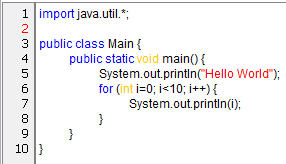 1 import java.util.*;
2
3 public class Main {
4 public static void main() {
5 System.out.println("Hello World");
6 for (int i=0; i<10; i++) {
7 System.out.println(i);
8 }
9 }
10 }